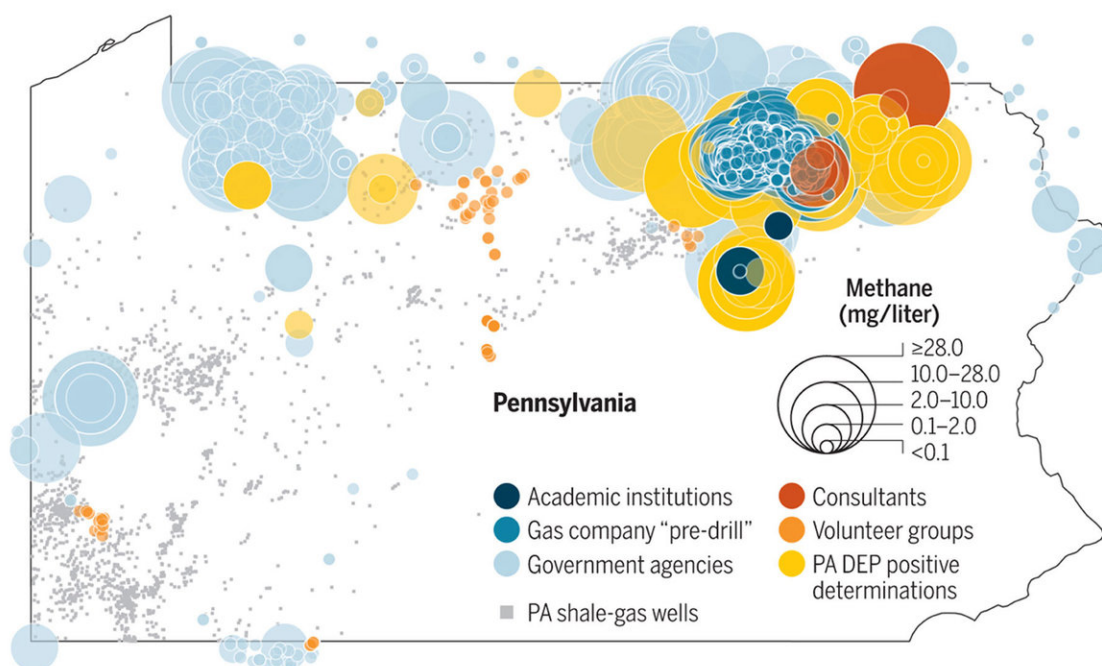 Methane
(mg/liter)
≥28.0
10.0–28.0
2.0–10.0
0.1–2.0
<0.1
Pennsylvania
Academic institutions
Gas company “pre-drill”
Government agencies
PA shale-gas wells
Consultants
Volunteer groups
PA DEP positive
determinations